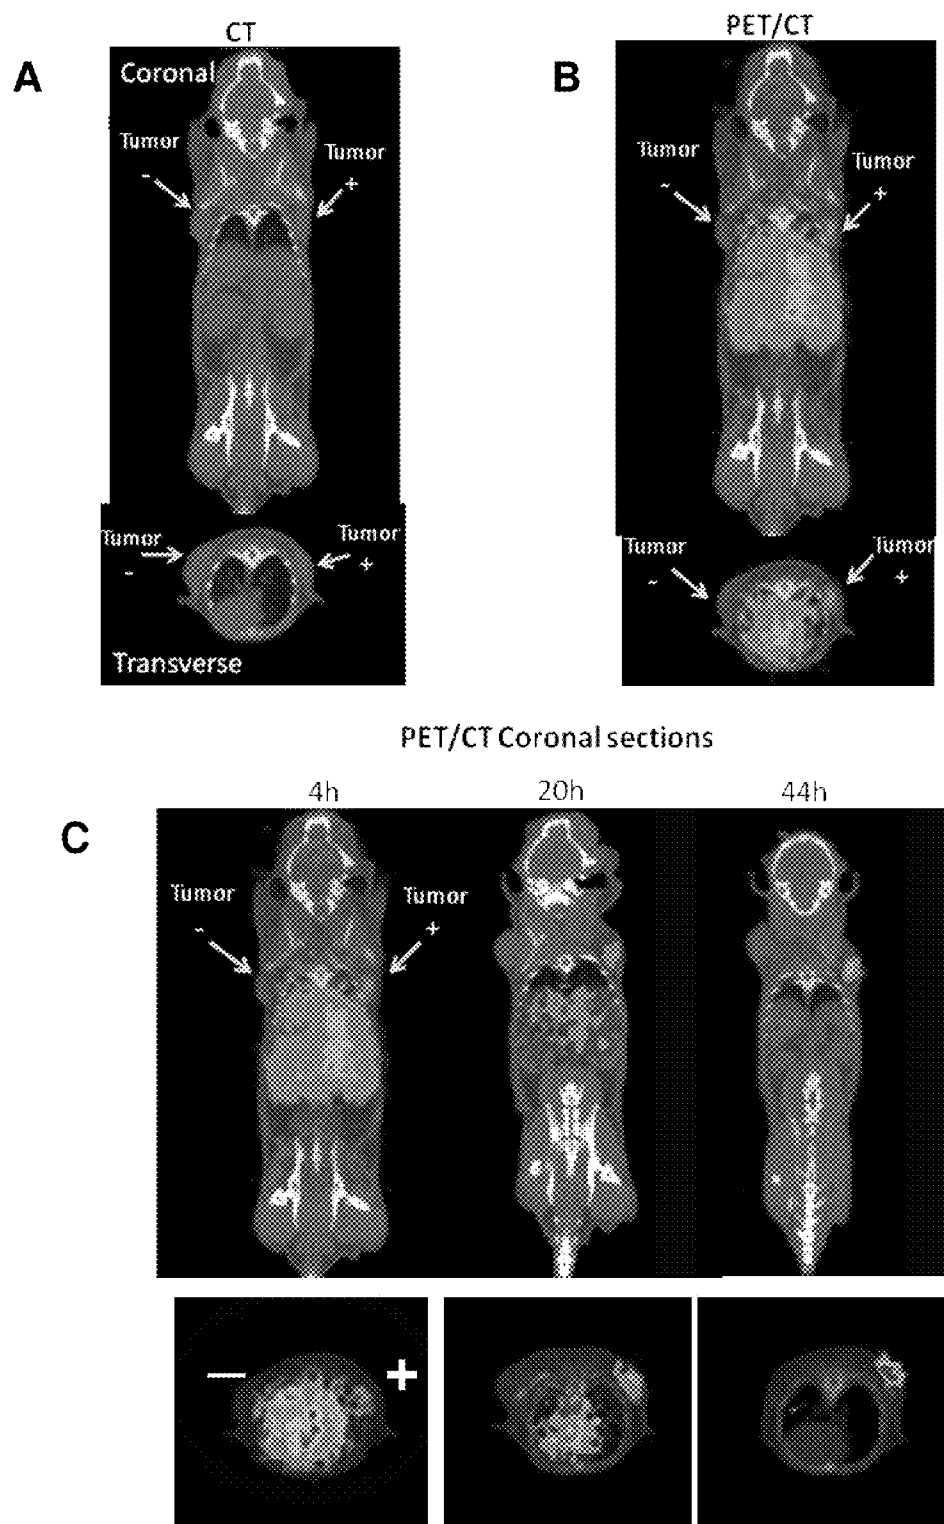 CT
PET/CT
A
B
Coronal
Tumor
-
Tumor
+
Tumor
-
Tumor
+
Tumor
-
Tumor
+
Transverse
Tumor
-
Tumor
+
PET/CT Coronal sections
4h
20h
44h
C
Tumor
-
Tumor
+
—
+